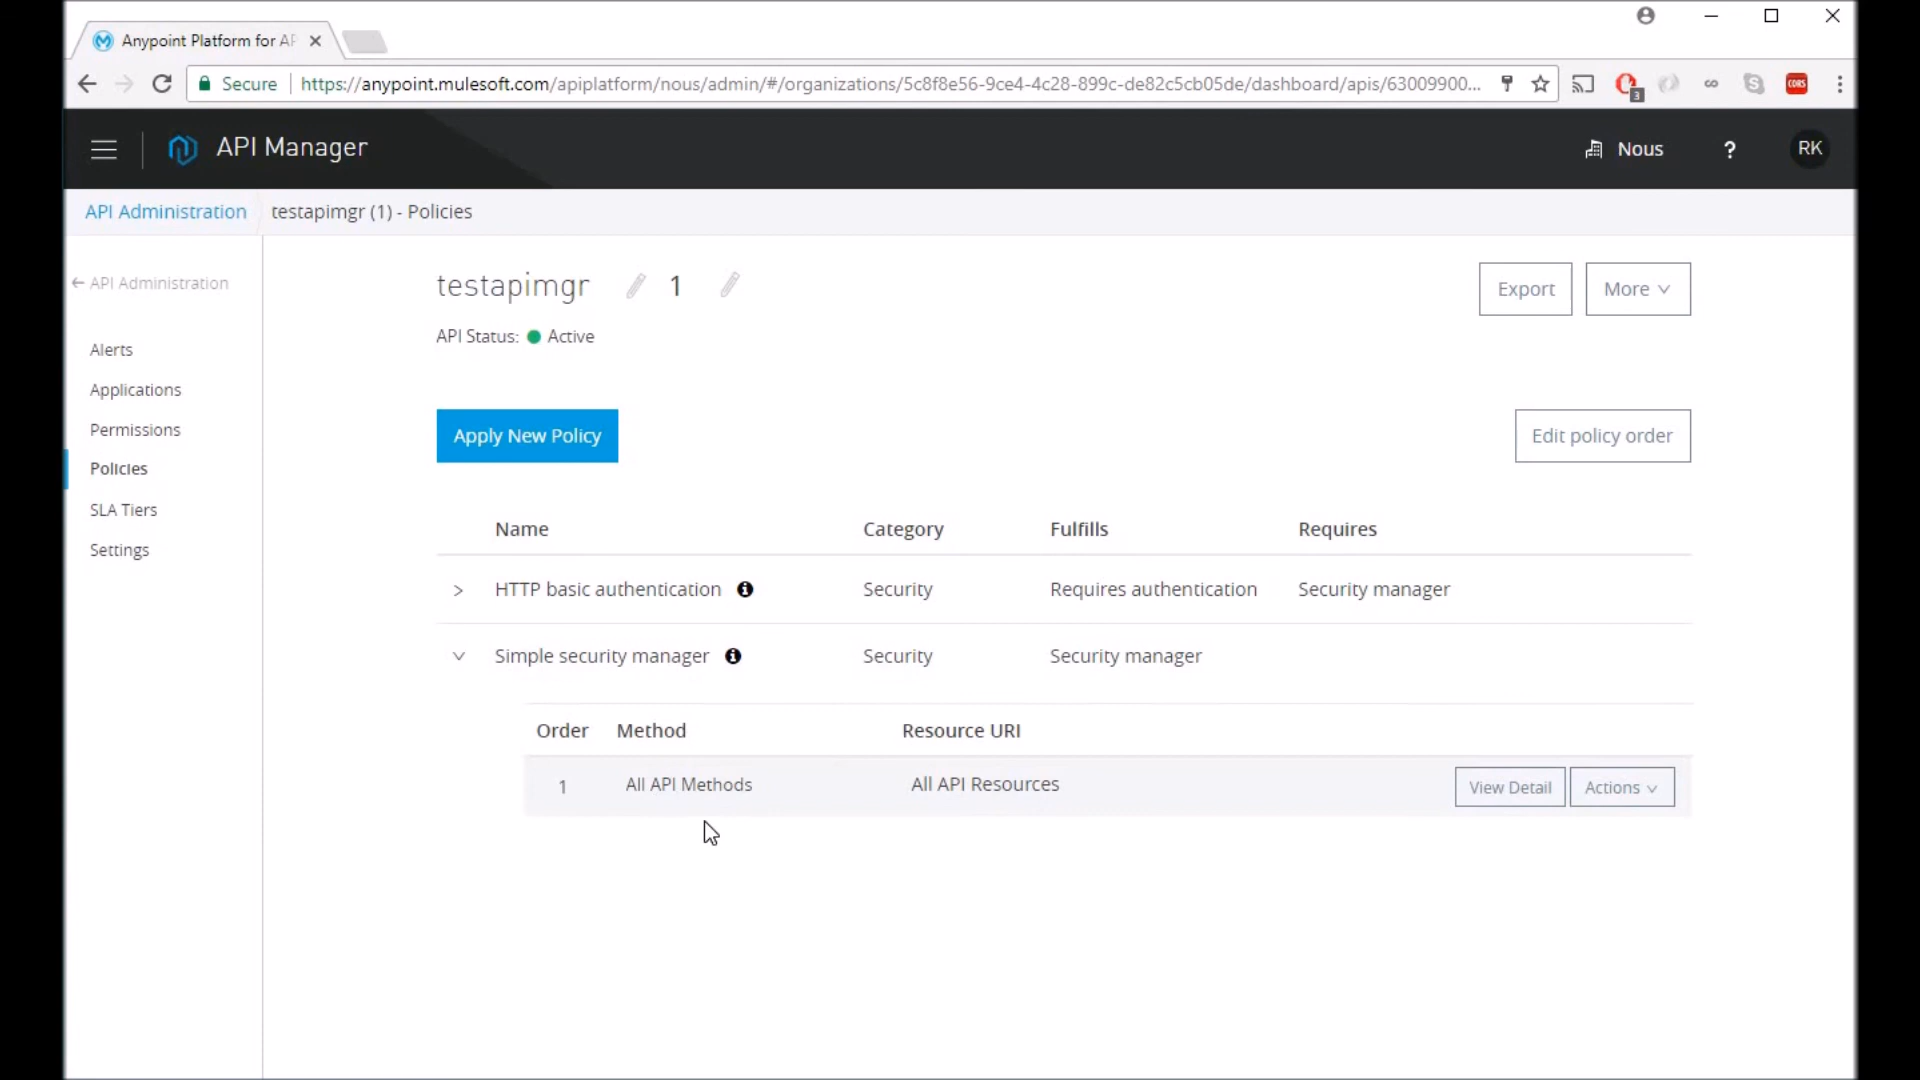 Anypoint Platform for AP
Secure https://anypoint.mulesoft.com/apiplatform/nous/admin/#/organizations/5c8f8e56-9ce4-4c28-899c-de82c5cb05de/dashboard/apis/63009900... 3 CORS
API Manager Nous ? RK
API Administration testapimgr (1) - Policies
API Administration
Alerts
Applications
Permissions
Policies
SLA Tiers
Settings
testapimgr 1 Export More
API Status: Active
Apply New Policy Edit policy order
Name Category Fulfills Requires
HTTP basic authentication Security Requires authentication Security manager
Simple security manager Security Security manager
Order Method Resource URI
1 All API Methods All API Resources View Detail Actions